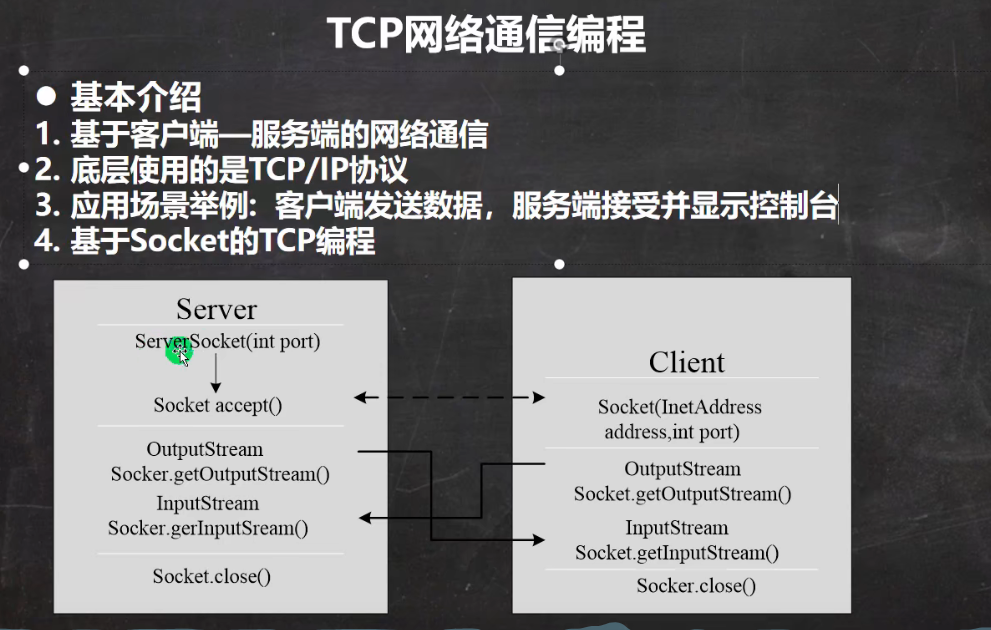 TCP网络通信编程
● 基本介绍
1. 基于客户端—服务端的网络通信
2. 底层使用的是TCP/IP协议
3. 应用场景举例: 客户端发送数据，服务端接受并显示控制台
4. 基于Socket的TCP编程
Server
ServerSocket(int port)
Socket accept()
OutputStream
Socker.getOutputStream()
InputStream
Socker.gerInputSream()
Socket.close()
Client
Socket(InetAddress
address,int port)
OutputStream
Socket.getOutputStream()
InputStream
Socket.getInputStream()
Socker.close()